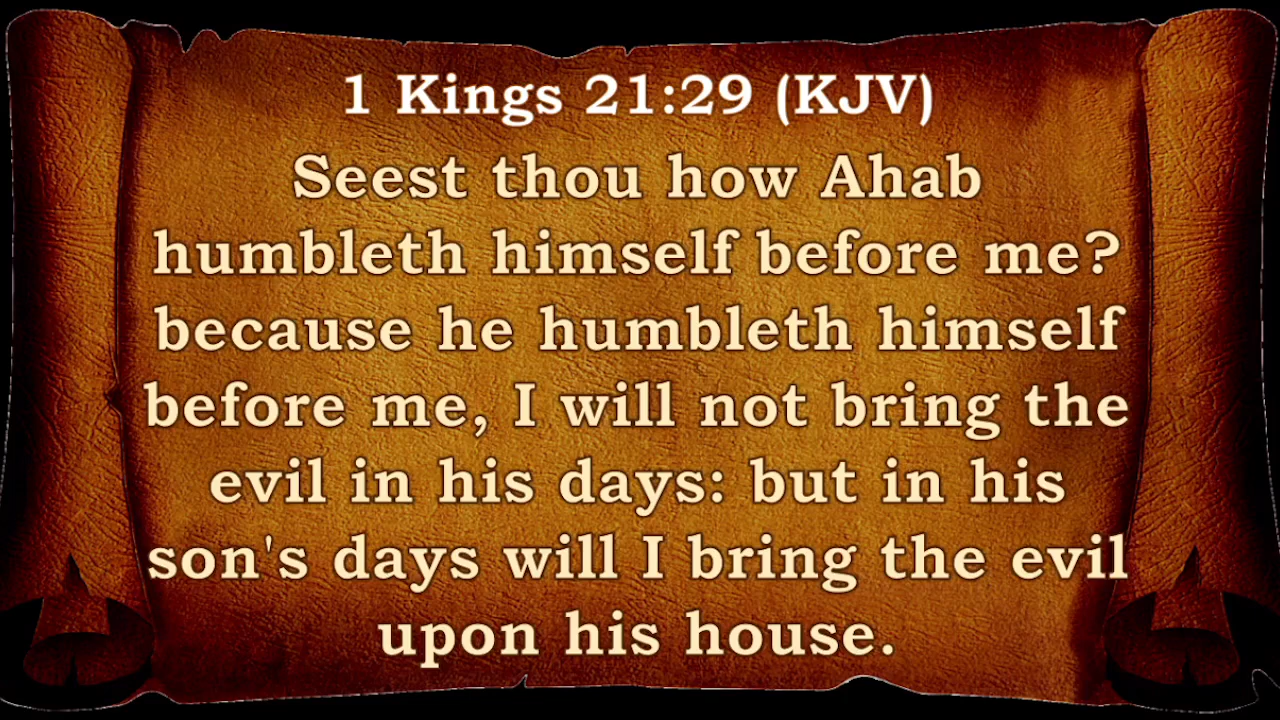 1 Kings 21:29 (KJV)
Seest thou how Ahab
humbleth himself before me?
because he humbleth himself
before me, I will not bring the
evil in his days: but in his
son's days will I bring the evil
upon his house.